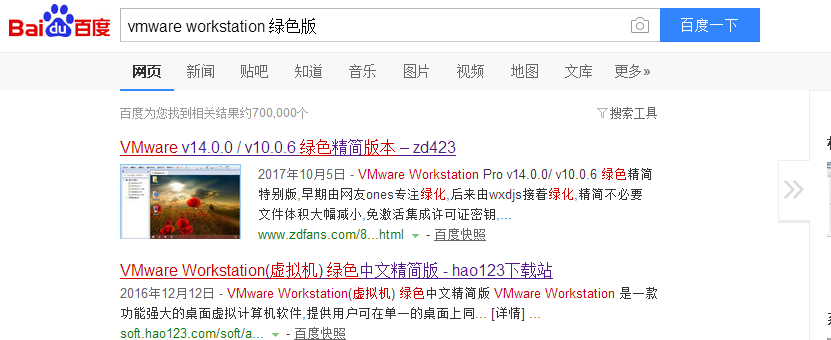 Bai du 百度 vmware workstation 绿色版 百度一下
网页 新闻 贴吧 知道 音乐 图片 视频 地图 文库 更多»
百度为您找到相关结果约700,000个 搜索工具
VMware v14.0.0 / v10.0.6 绿色精简版本 – zd423
2017年10月5日 - VMware Workstation Pro v14.0.0/ v10.0.6 绿色精简
特别版,早期由网友ones专注绿化,后来由wxdjs接着绿化,精简不必要
文件体积大幅减小,免激活集成许可证密钥,...
www.zdfans.com/8...html - 百度快照
VMware Workstation(虚拟机) 绿色中文精简版 - hao123下载站
2016年12月12日 - VMware Workstation(虚拟机) 绿色中文精简版 VMware Workstation 是一款
功能强大的桌面虚拟计算机软件,提供用户可在单一的桌面上同... [详情] ...
soft.hao123.com/soft/a... - 百度快照